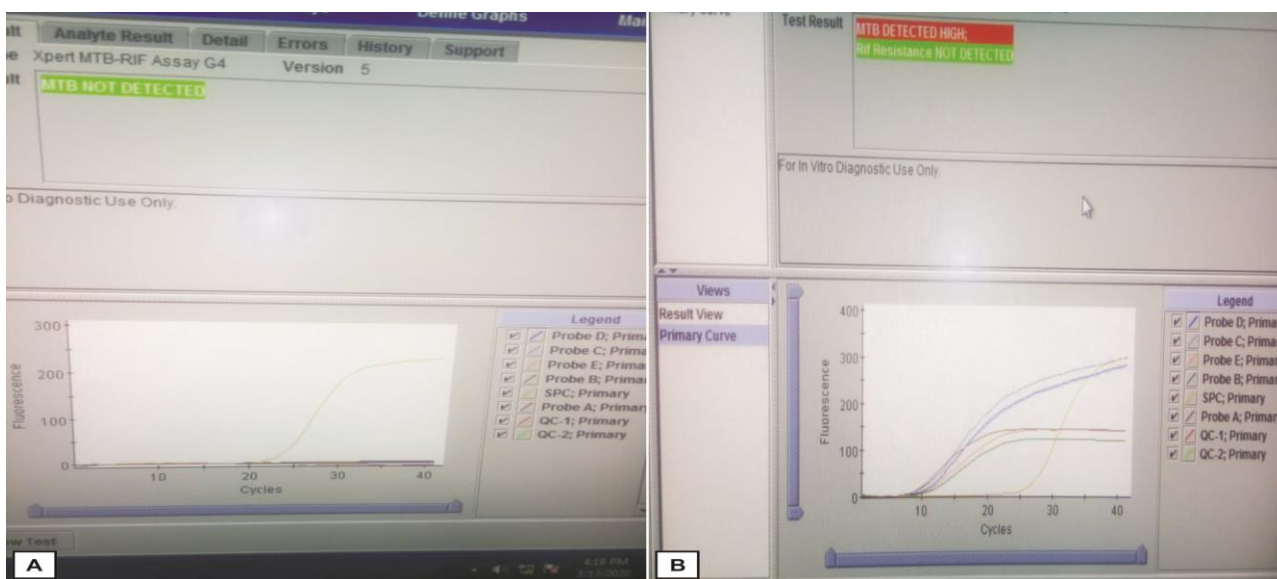 Define Graphs
Analyte Result Detail Errors History Support
Xpert MTB-RIF Assay G4 Version 5
MTB NOT DETECTED
Diagnostic Use Only.
300
200
100
0
Fluorescence
10 20 30 40
Cycles
Legend
Probe D; Prima
Probe C; Prima
Probe E; Prima
Probe B; Prima
SPC; Primary
Probe A; Primar
QC-1; Primary
QC-2; Primary
Test
4:18 PM
A
Test Result
MTB DETECTED HIGH;
Rif Resistance NOT DETECTED
For In Vitro Diagnostic Use Only.
Views
Result View
Primary Curve
400
300
200
100
0
Fluorescence
10 20 30 40
Cycles
Legend
Probe D; Primar
Probe C; Primar
Probe E; Primar
Probe B; Primar
SPC; Primary
Probe A; Primar
QC-1; Primary
QC-2; Primary
B